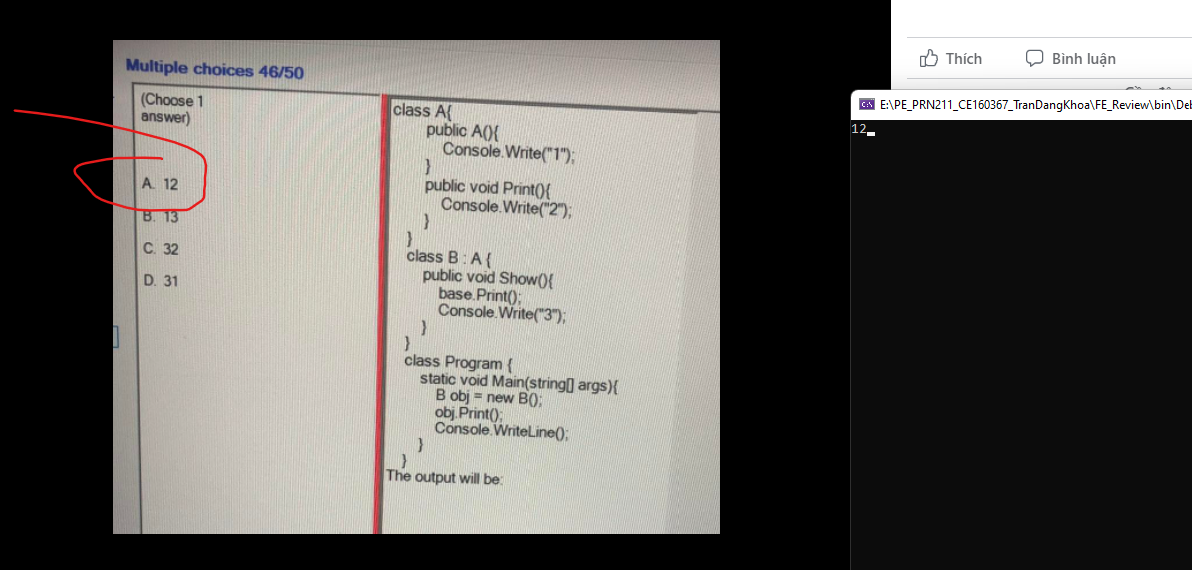 Multiple choices 46/50
(Choose 1
answer)
A. 12
B. 13
C. 32
D. 31
class A{
public A(){
Console.Write("1");
}
public void Print(){
Console.Write("2");
}
}
class B : A {
public void Show(){
base.Print();
Console.Write("3");
}
}
class Program {
static void Main(string[] args){
B obj = new B();
obj.Print();
Console.WriteLine();
}
}
The output will be:
Thích
Bình luận
E:\PE_PRN211_CE160367_TranDangKhoa\FE_Review\bin\Deb
12